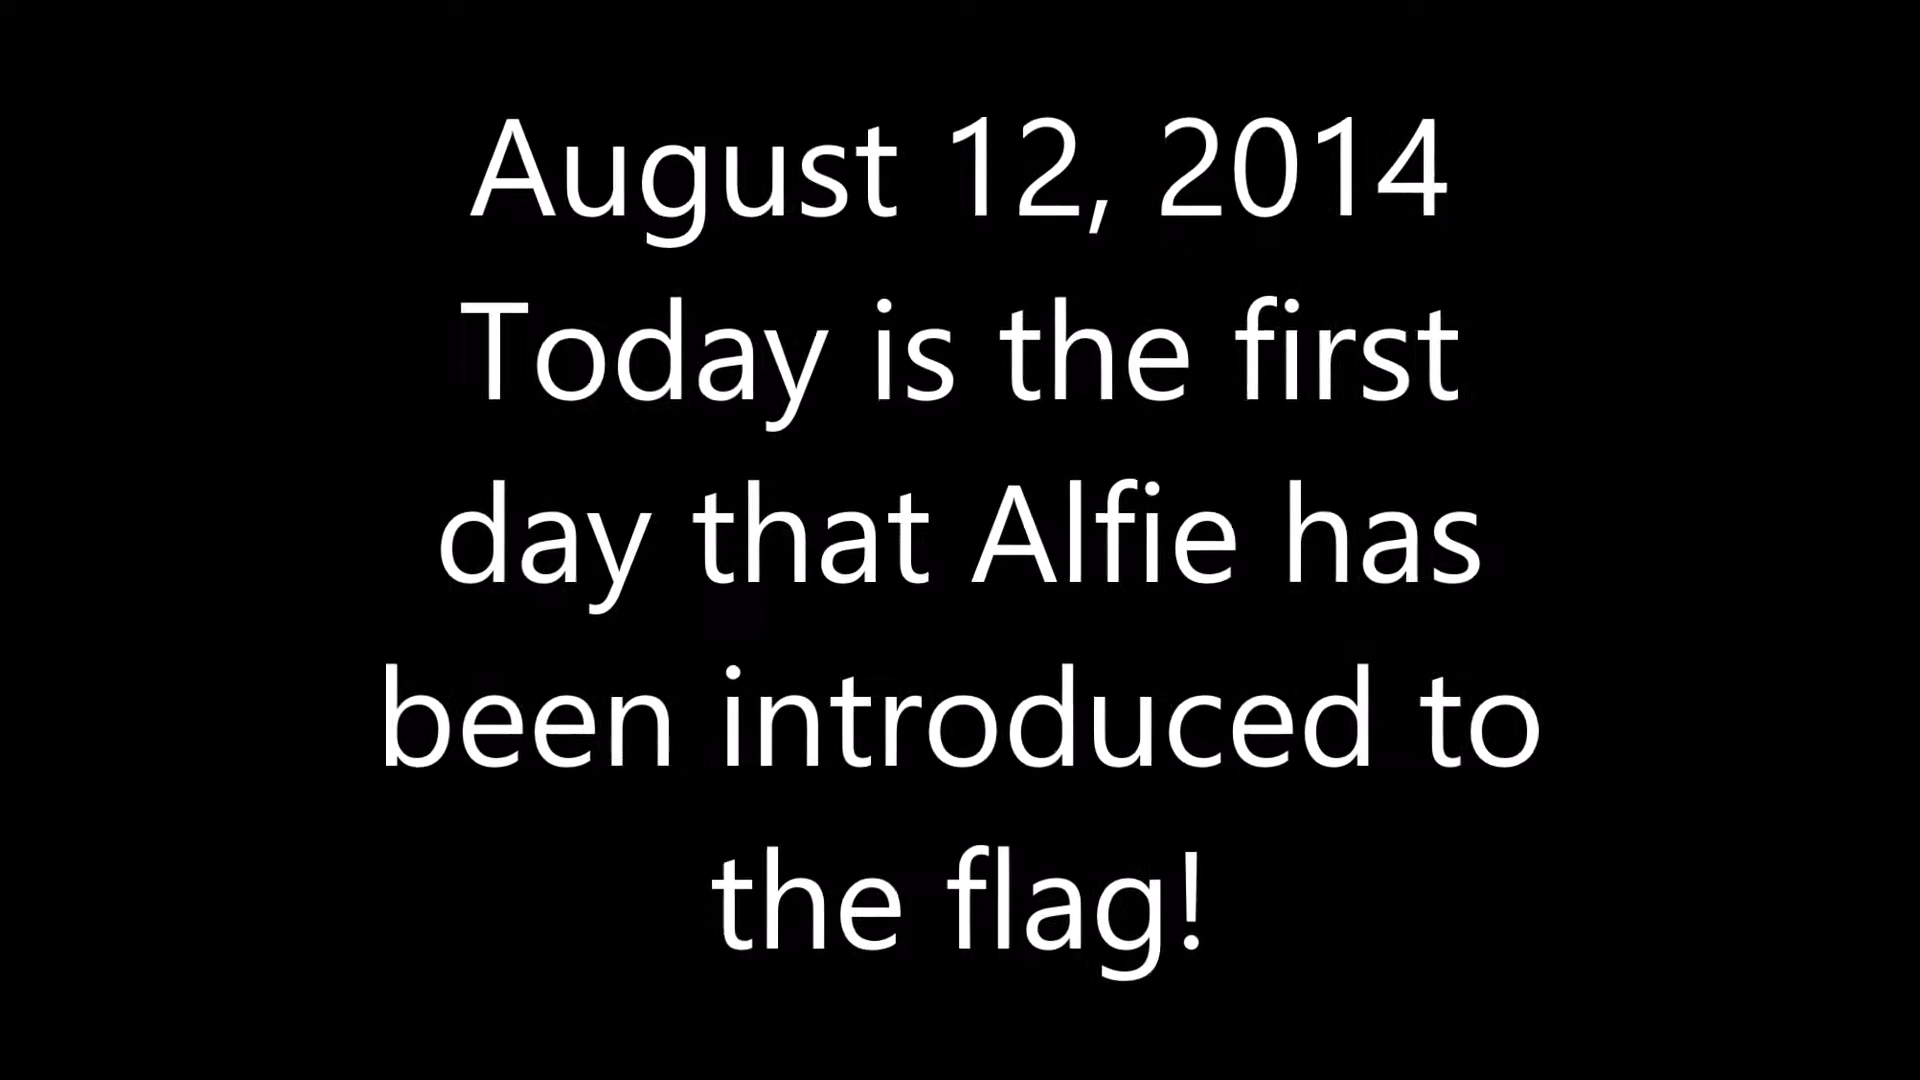 August 12, 2014
Today is the first
day that Alfie has
been introduced to
the flag!